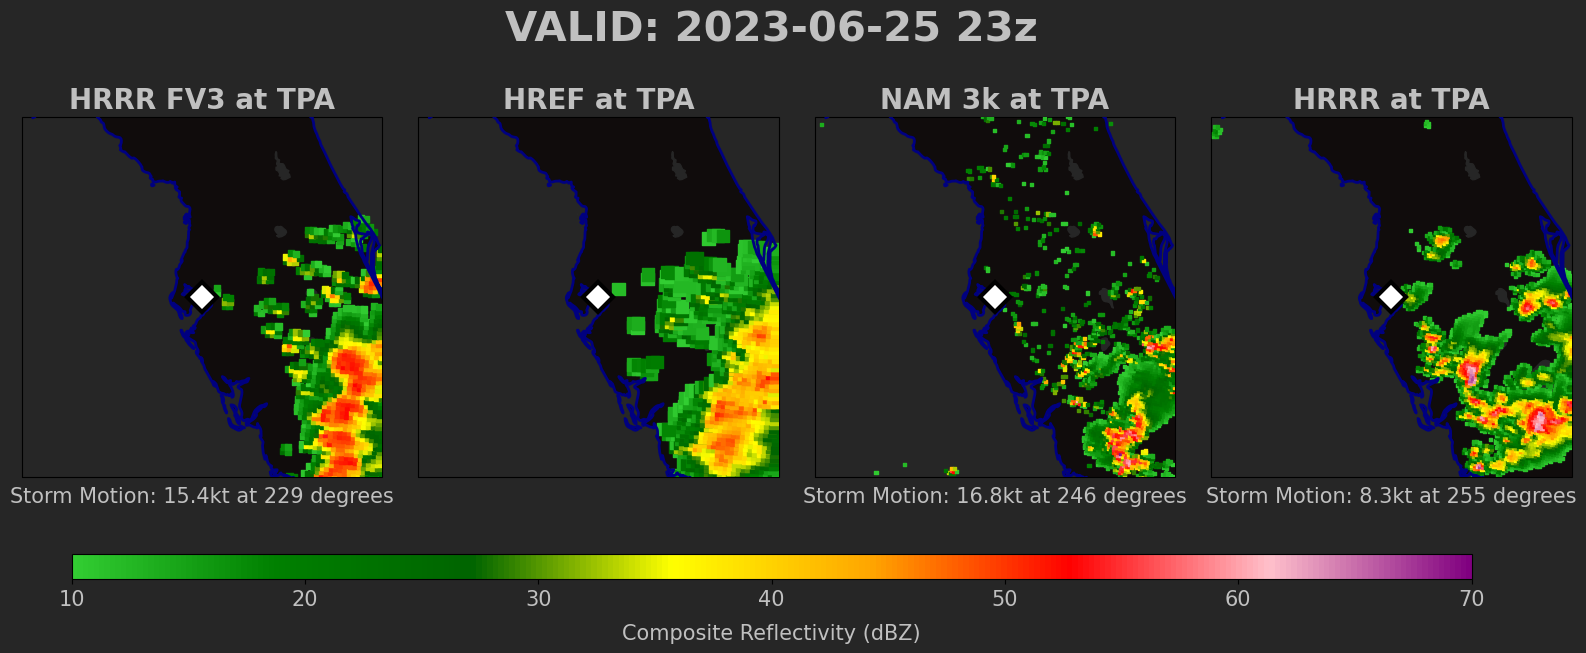 VALID: 2023-06-25 23z
HRRR FV3 at TPA
HREF at TPA
NAM 3k at TPA
HRRR at TPA
Storm Motion: 15.4kt at 229 degrees
Storm Motion: 16.8kt at 246 degrees
Storm Motion: 8.3kt at 255 degrees
10 20 30 40 50 60 70
Composite Reflectivity (dBZ)